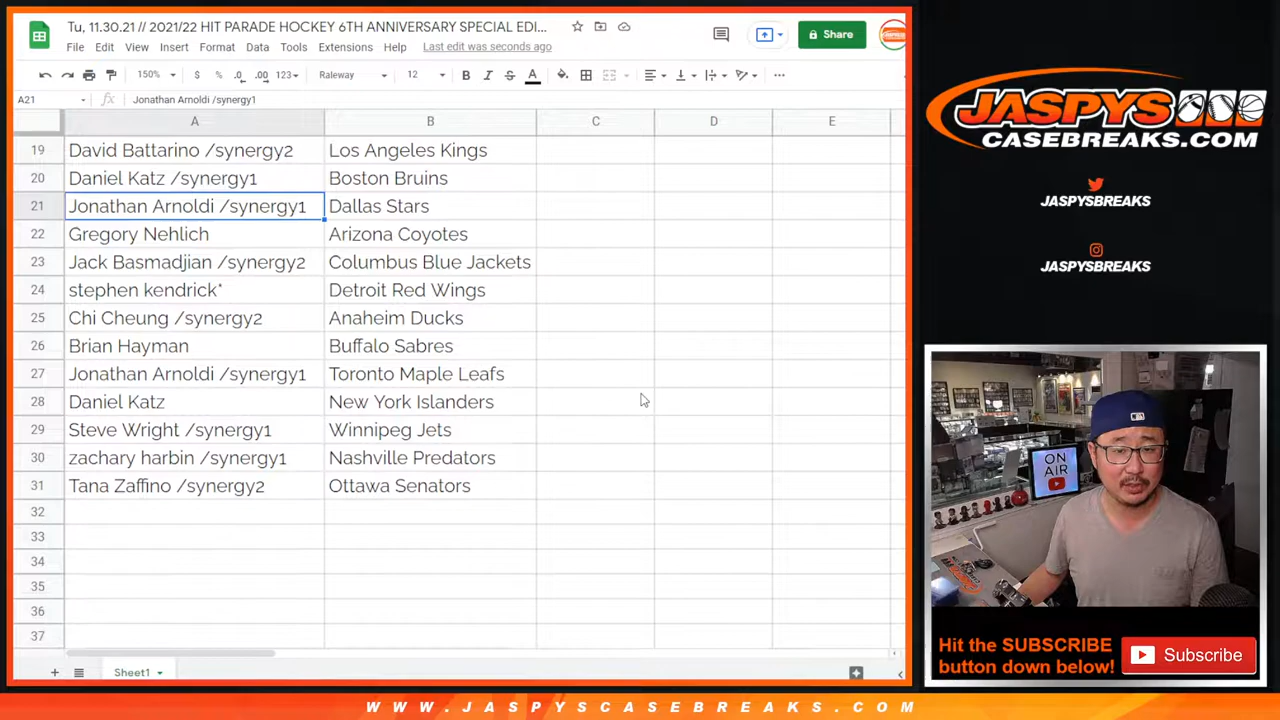 Tu, 11.30.21 // 2021/22 HIT PARADE HOCKEY 6TH ANNIVERSARY SPECIAL EDI...
File Edit View Insert Format Data Tools Extensions Help Last edit was seconds ago
Share
150% $ % .0 .00 123 Raleway 12 B I S A
A21 fx Jonathan Arnoldi /synergy1
A B C D E
19 David Battarino /synergy2 Los Angeles Kings
20 Daniel Katz /synergy1 Boston Bruins
21 Jonathan Arnoldi /synergy1 Dallas Stars
22 Gregory Nehlich Arizona Coyotes
23 Jack Basmadjian /synergy2 Columbus Blue Jackets
24 stephen kendrick* Detroit Red Wings
25 Chi Cheung /synergy2 Anaheim Ducks
26 Brian Hayman Buffalo Sabres
27 Jonathan Arnoldi /synergy1 Toronto Maple Leafs
28 Daniel Katz New York Islanders
29 Steve Wright /synergy1 Winnipeg Jets
30 zachary harbin /synergy1 Nashville Predators
31 Tana Zaffino /synergy2 Ottawa Senators
32
33
34
35
36
37
Sheet1
JASPYS
CASEBREAKS.COM
JASPYSBREAKS
JASPYSBREAKS
ON
AIR
Hit the SUBSCRIBE
button down below!
Subscribe
WWW.JASPYSCASEBREAKS.COM